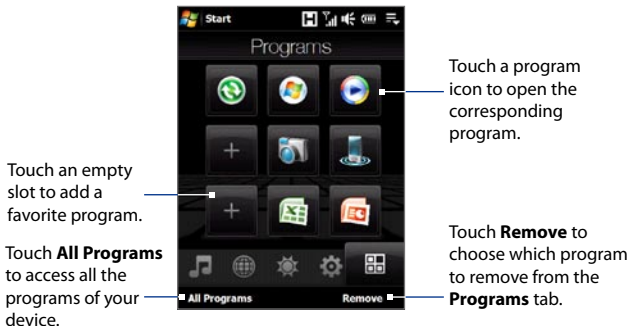 Start
Programs
Touch a program
icon to open the
corresponding
program.
Touch an empty
slot to add a
favorite program.
Touch All Programs
to access all the
programs of your
device.
Touch Remove to
choose which program
to remove from the
Programs tab.
All Programs
Remove